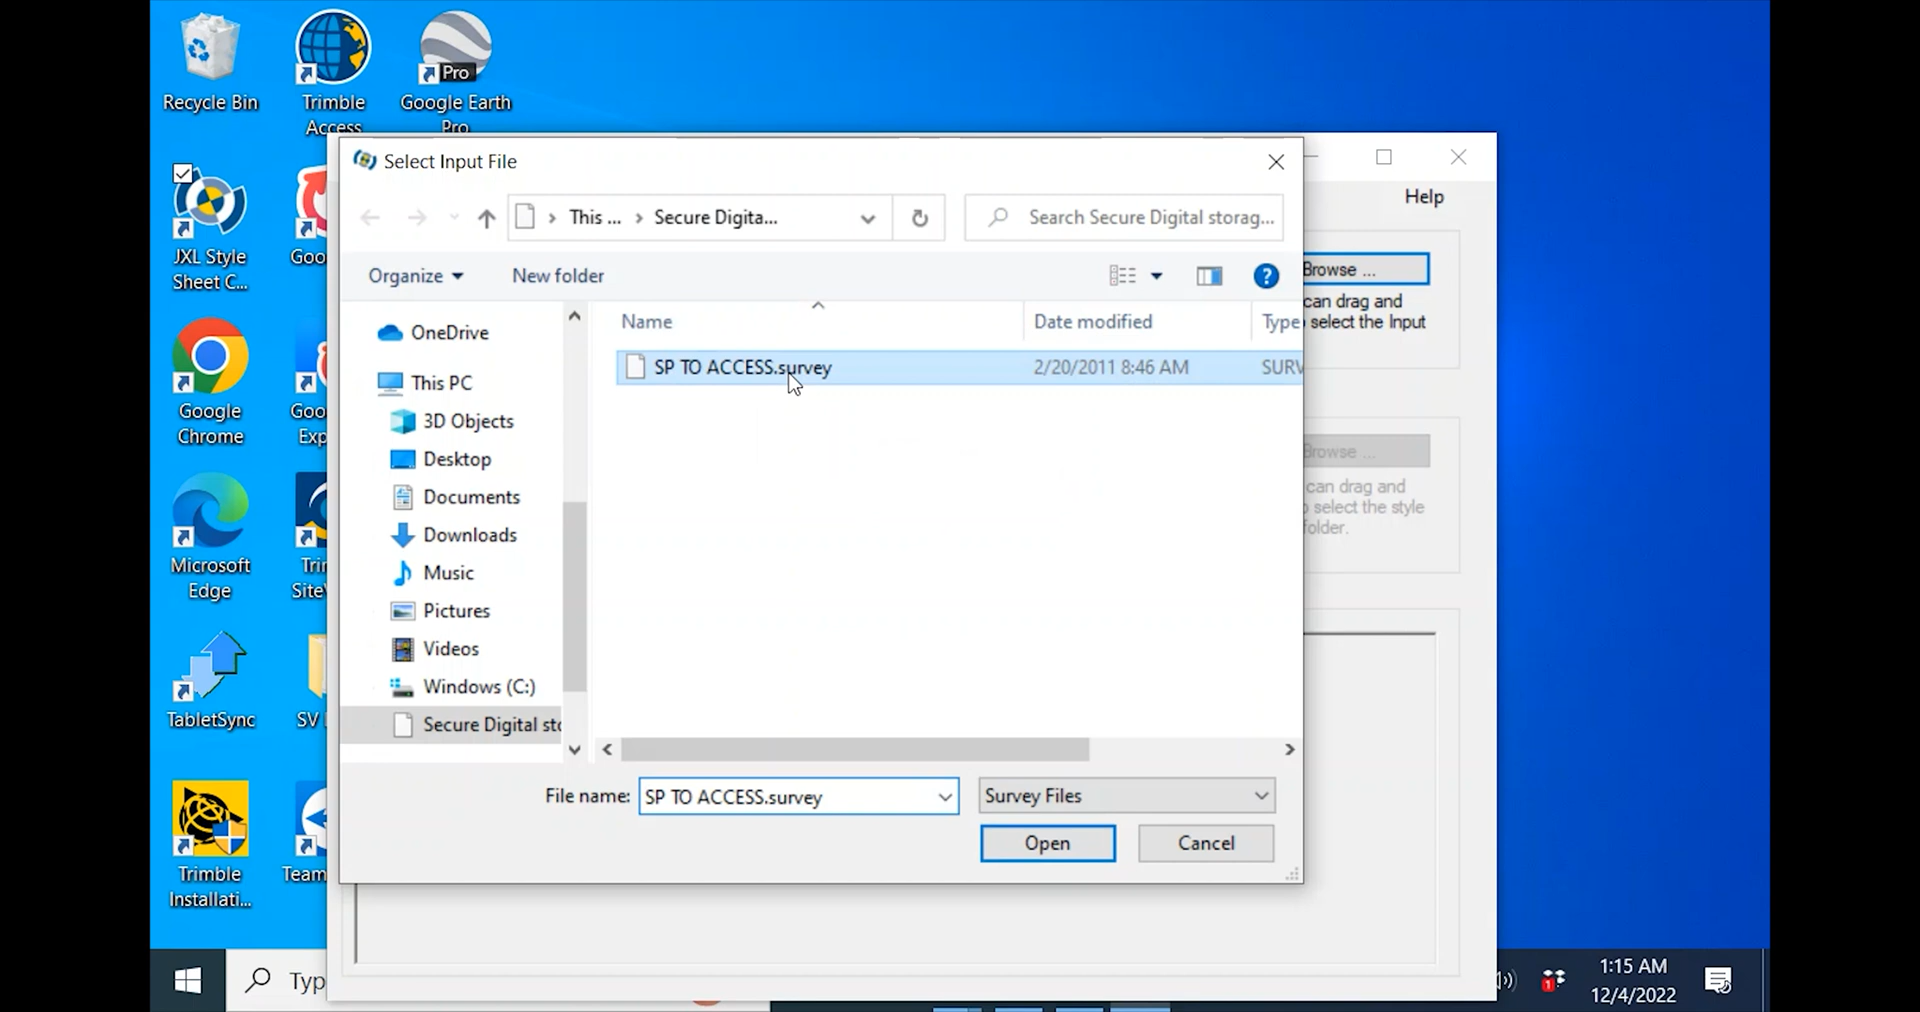 Recycle Bin
Trimble
Access
Pro
Google Earth
Pro
Select Input File
Help
This ...
Secure Digita...
Search Secure Digital storag...
Organize
New folder
Browse ...
can drag and
select the Input
Name
Date modified
Type
SP TO ACCESS.survey
2/20/2011 8:46 AM
SURV
JXL Style
Sheet C...
Goo
OneDrive
This PC
3D Objects
Desktop
Documents
Downloads
Music
Pictures
Videos
Windows (C:)
Secure Digital sto
Browse ...
can drag and
select the style
folder.
Google
Chrome
Goo
Exp
Microsoft
Edge
Trin
Site
TabletSync
SV
File name:
SP TO ACCESS.survey
Survey Files
Open
Cancel
Trimble
Installati...
Team
Typ
1
1:15 AM
12/4/2022